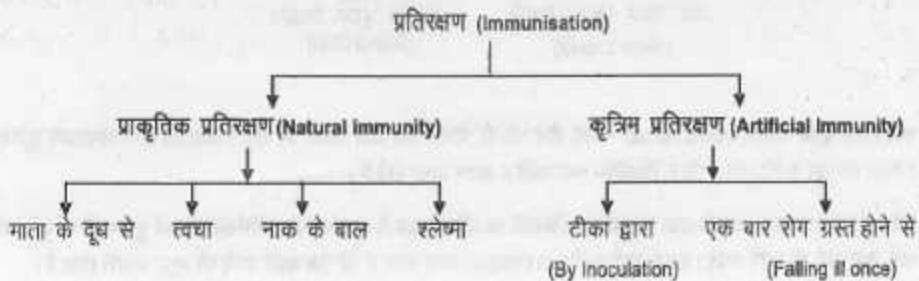 प्रतिरक्षण (Immunisation)
प्राकृतिक प्रतिरक्षण (Natural immunity)
कृत्रिम प्रतिरक्षण (Artificial Immunity)
माता के दूध से
त्वचा
नाक के बाल
श्लेष्मा
टीका द्वारा
(By Inoculation)
एक बार रोग ग्रस्त होने से
(Falling ill once)